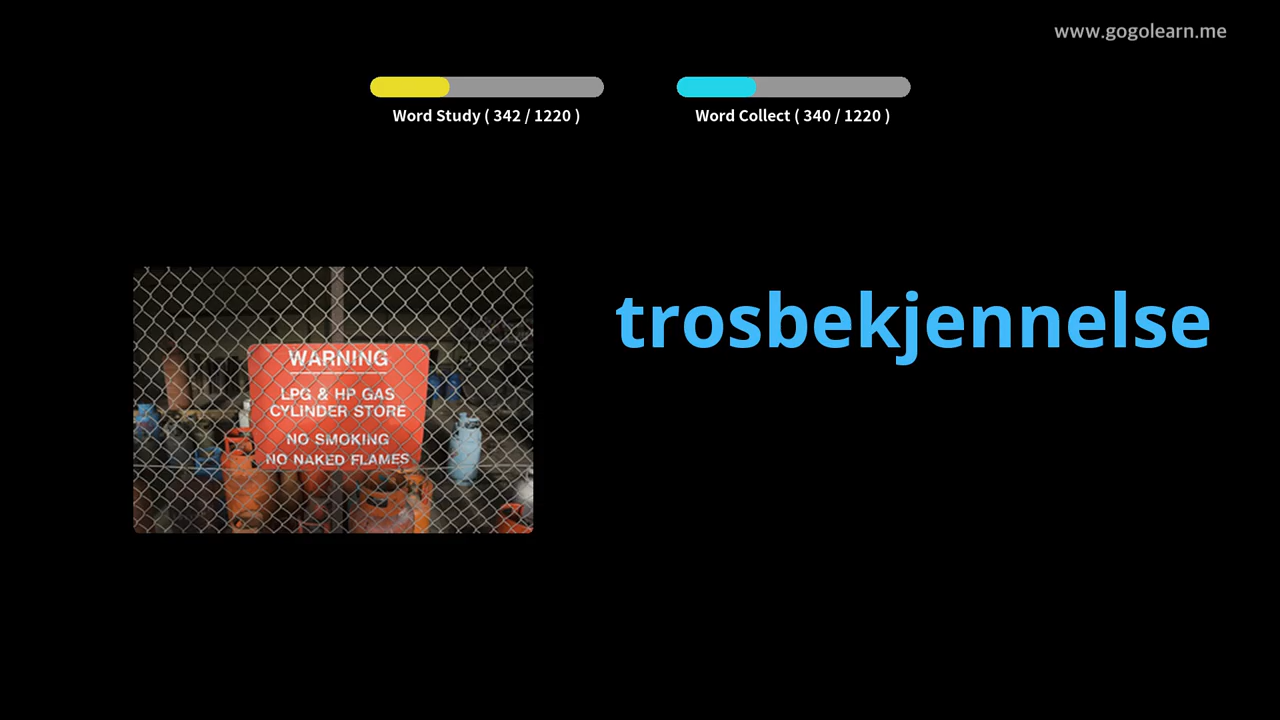 www.gogolearn.me
Word Study ( 342 / 1220 )
Word Collect ( 340 / 1220 )
trosbekjennelse
WARNING
LPG & HP GAS
CYLINDER STORE
NO SMOKING
NO NAKED FLAMES